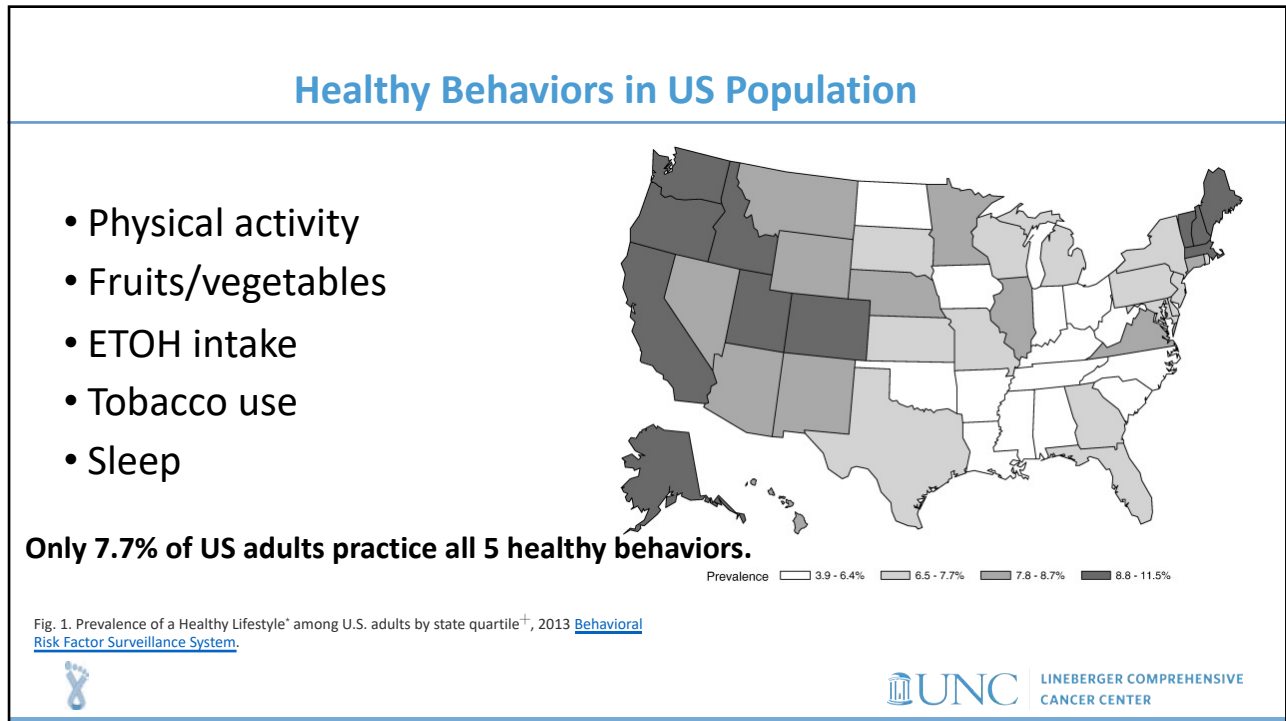 Healthy Behaviors in US Population
• Physical activity
• Fruits/vegetables
• ETOH intake
• Tobacco use
• Sleep
Only 7.7% of US adults practice all 5 healthy behaviors.
Prevalence 3.9 - 6.4% 6.5 - 7.7% 7.8 - 8.7% 8.8 - 11.5%
Fig. 1. Prevalence of a Healthy Lifestyle* among U.S. adults by state quartile+, 2013 Behavioral
Risk Factor Surveillance System.
UNC LINEBERGER COMPREHENSIVE
CANCER CENTER